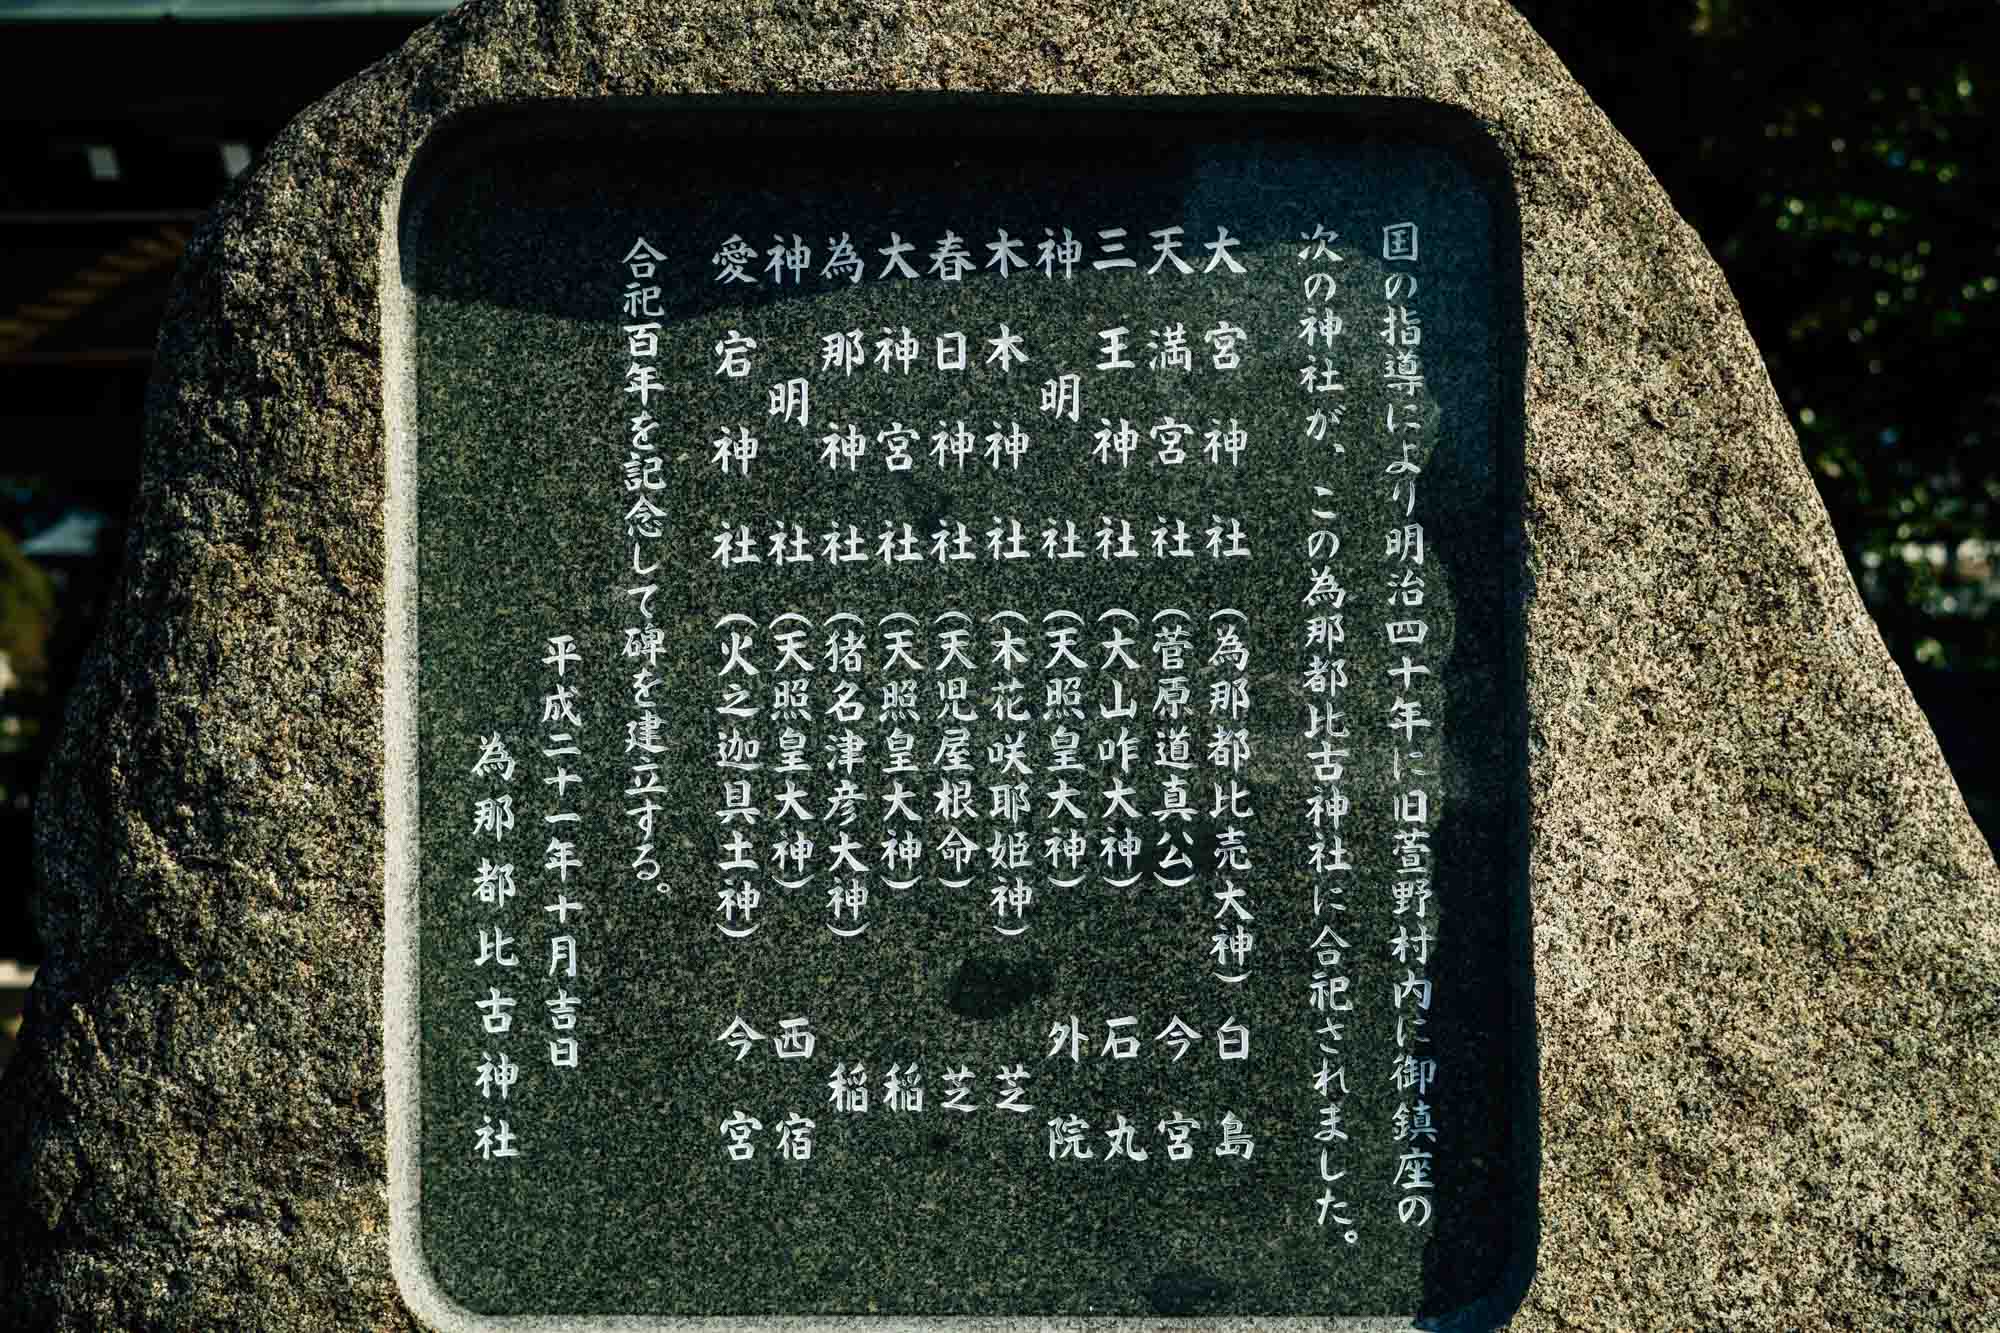 国の指導により明治四十年に旧萱野村内に御鎮座の
次の神社が、この為那都比古神社に合祀されました。
大宮神社（為那都比売大神）白島
天満宮社（菅原道真公）今宮
三王神社（大山咋大神）石丸
神明社（天照皇大神）外院
木本神社（木花咲耶姫神）芝
春日神社（天児屋根命）芝
大神宮社（天照皇大神）稲
為那神社（猪名津彦大神）稲
神明社（天照皇大神）西宿
愛宕神社（火之迦具土神）今宮
合祀百年を記念して碑を建立する。
平成二十一年十月吉日
為那都比古神社